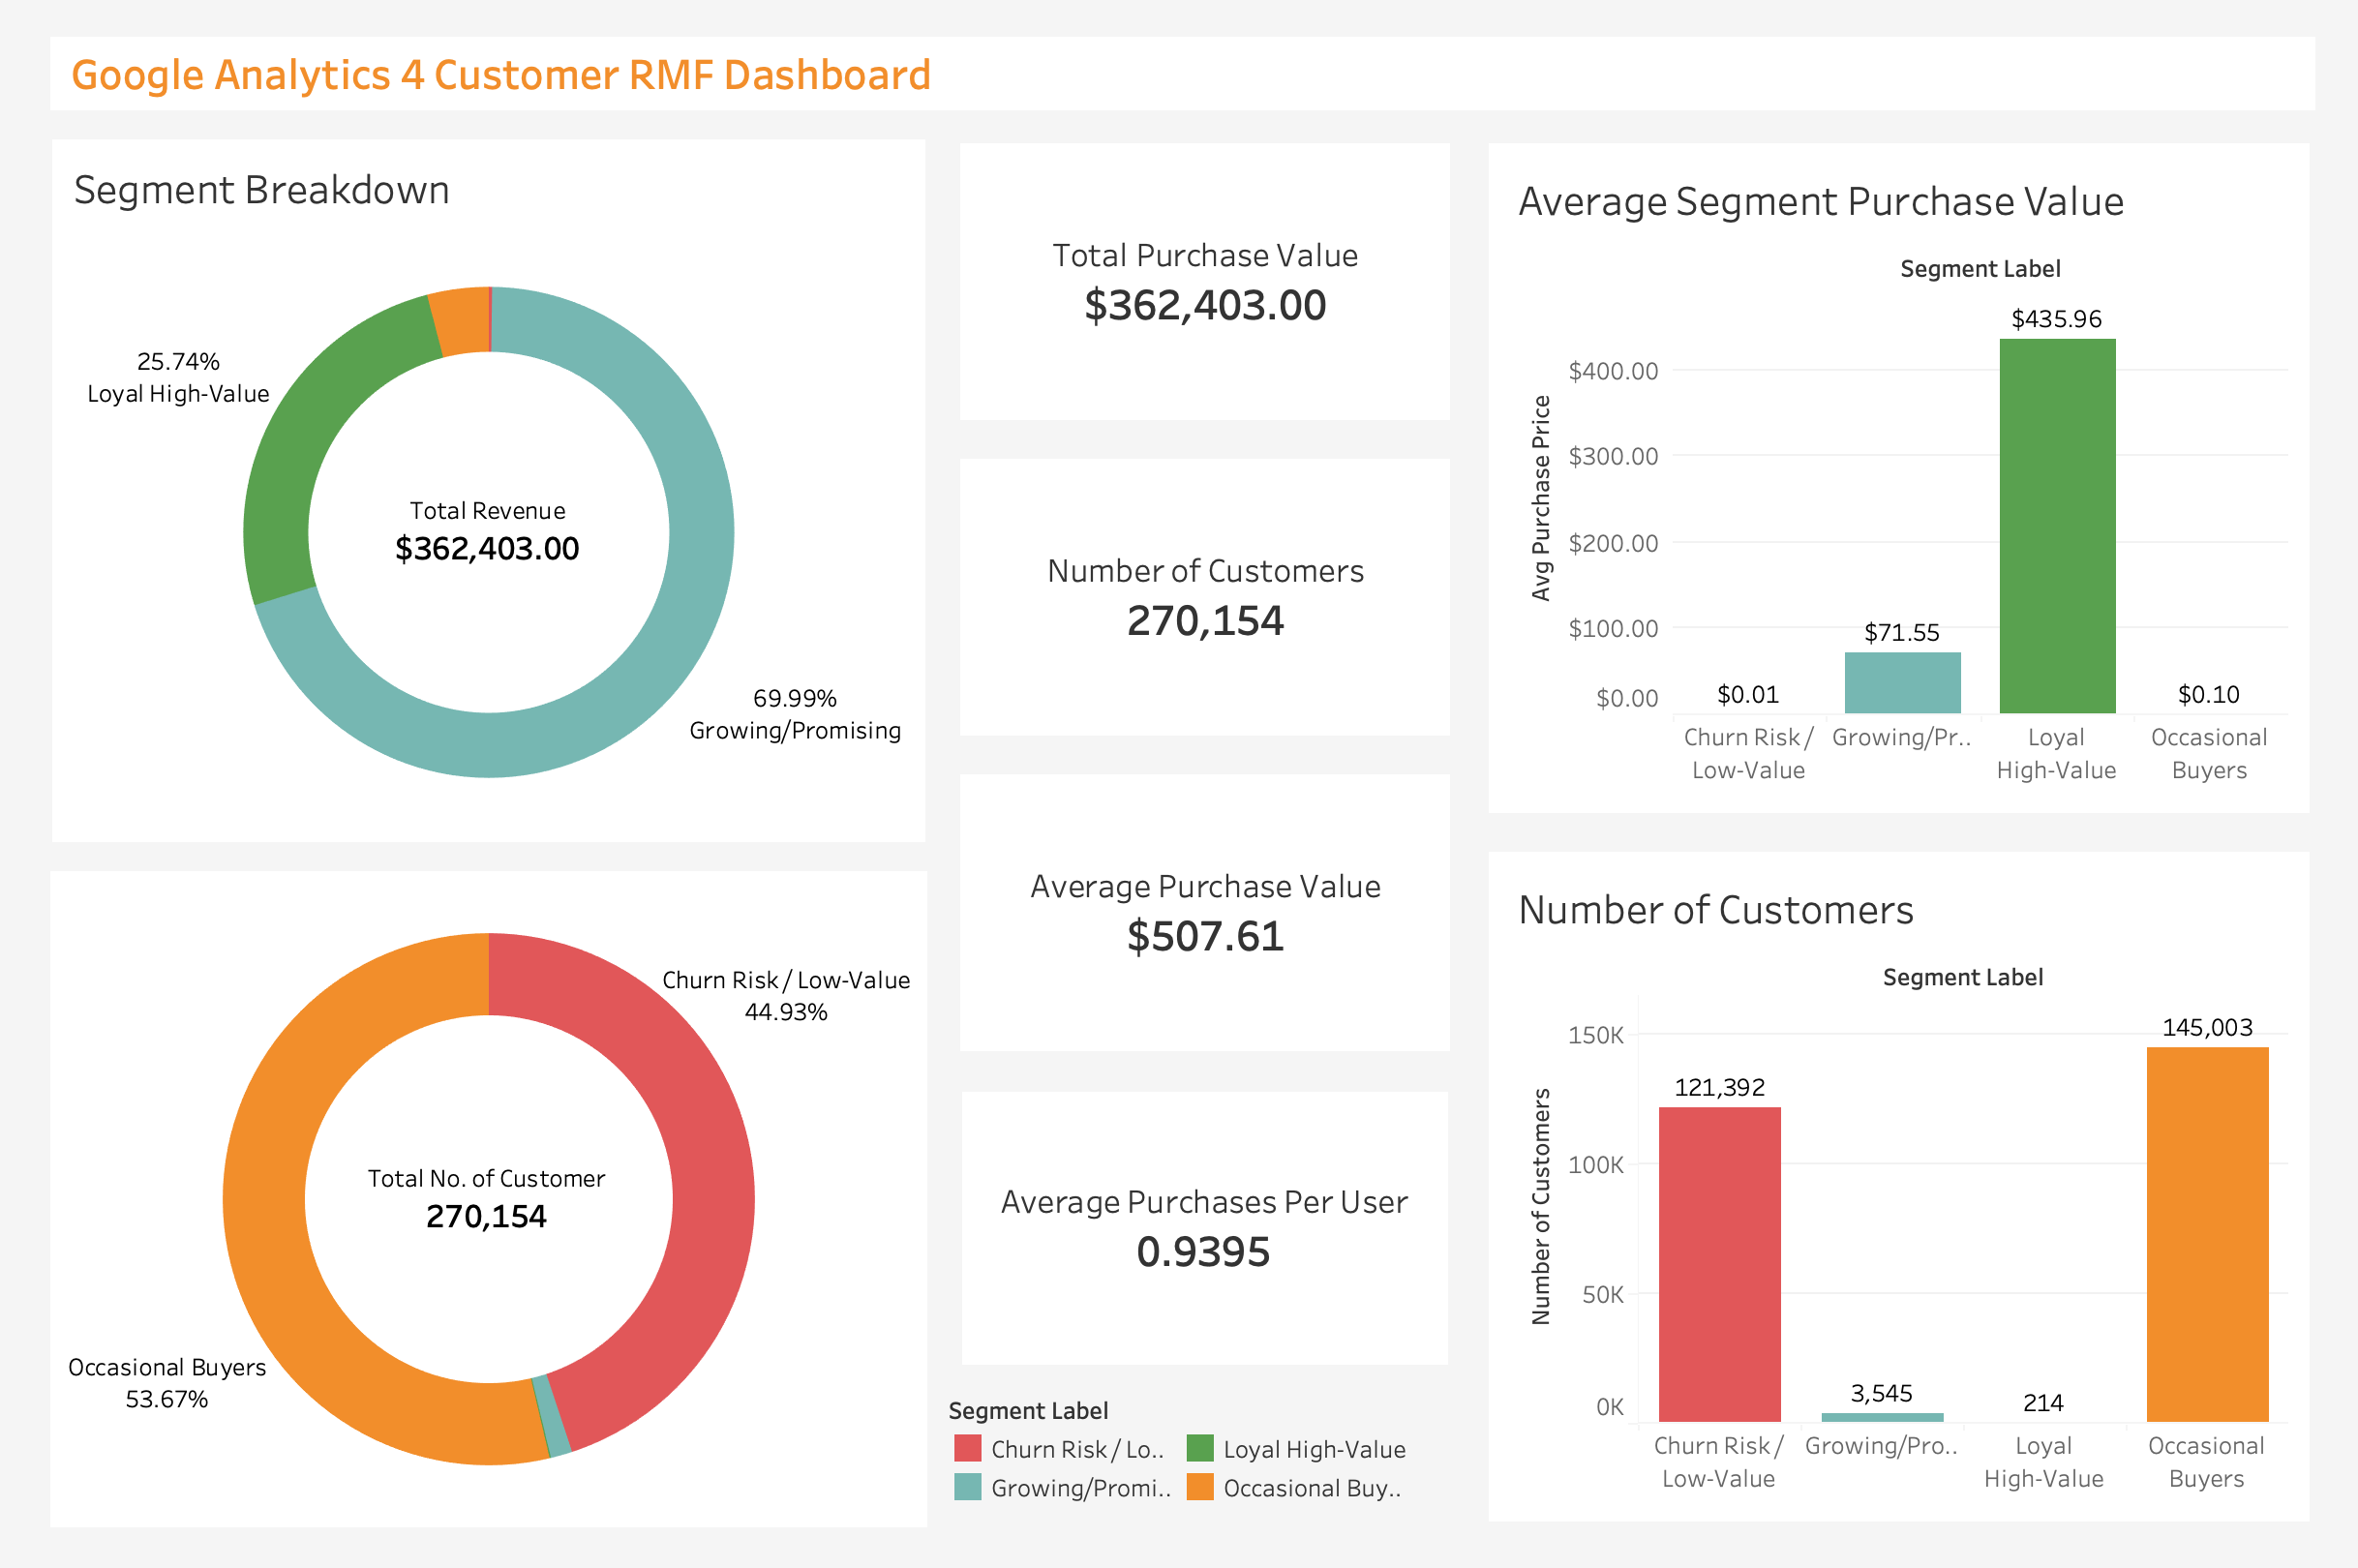 Google Analytics 4 Customer RMF Dashboard
Segment Breakdown
25.74%
Loyal High-Value
Total Revenue
$362,403.00
69.99%
Growing/Promising
Churn Risk / Low-Value
44.93%
Total No. of Customer
270,154
Occasional Buyers
53.67%
Total Purchase Value
$362,403.00
Number of Customers
270,154
Average Purchase Value
$507.61
Average Purchases Per User
0.9395
Segment Label
Churn Risk / Lo..
Loyal High-Value
Growing/Promi..
Occasional Buy..
Average Segment Purchase Value
Segment Label
Avg Purchase Price
$400.00
$300.00
$200.00
$100.00
$0.00
$0.01
$71.55
$435.96
$0.10
Churn Risk / Low-Value
Growing/Pr..
Loyal High-Value
Occasional Buyers
Number of Customers
Segment Label
Number of Customers
150K
100K
50K
0K
121,392
3,545
214
145,003
Churn Risk / Low-Value
Growing/Pro..
Loyal High-Value
Occasional Buyers